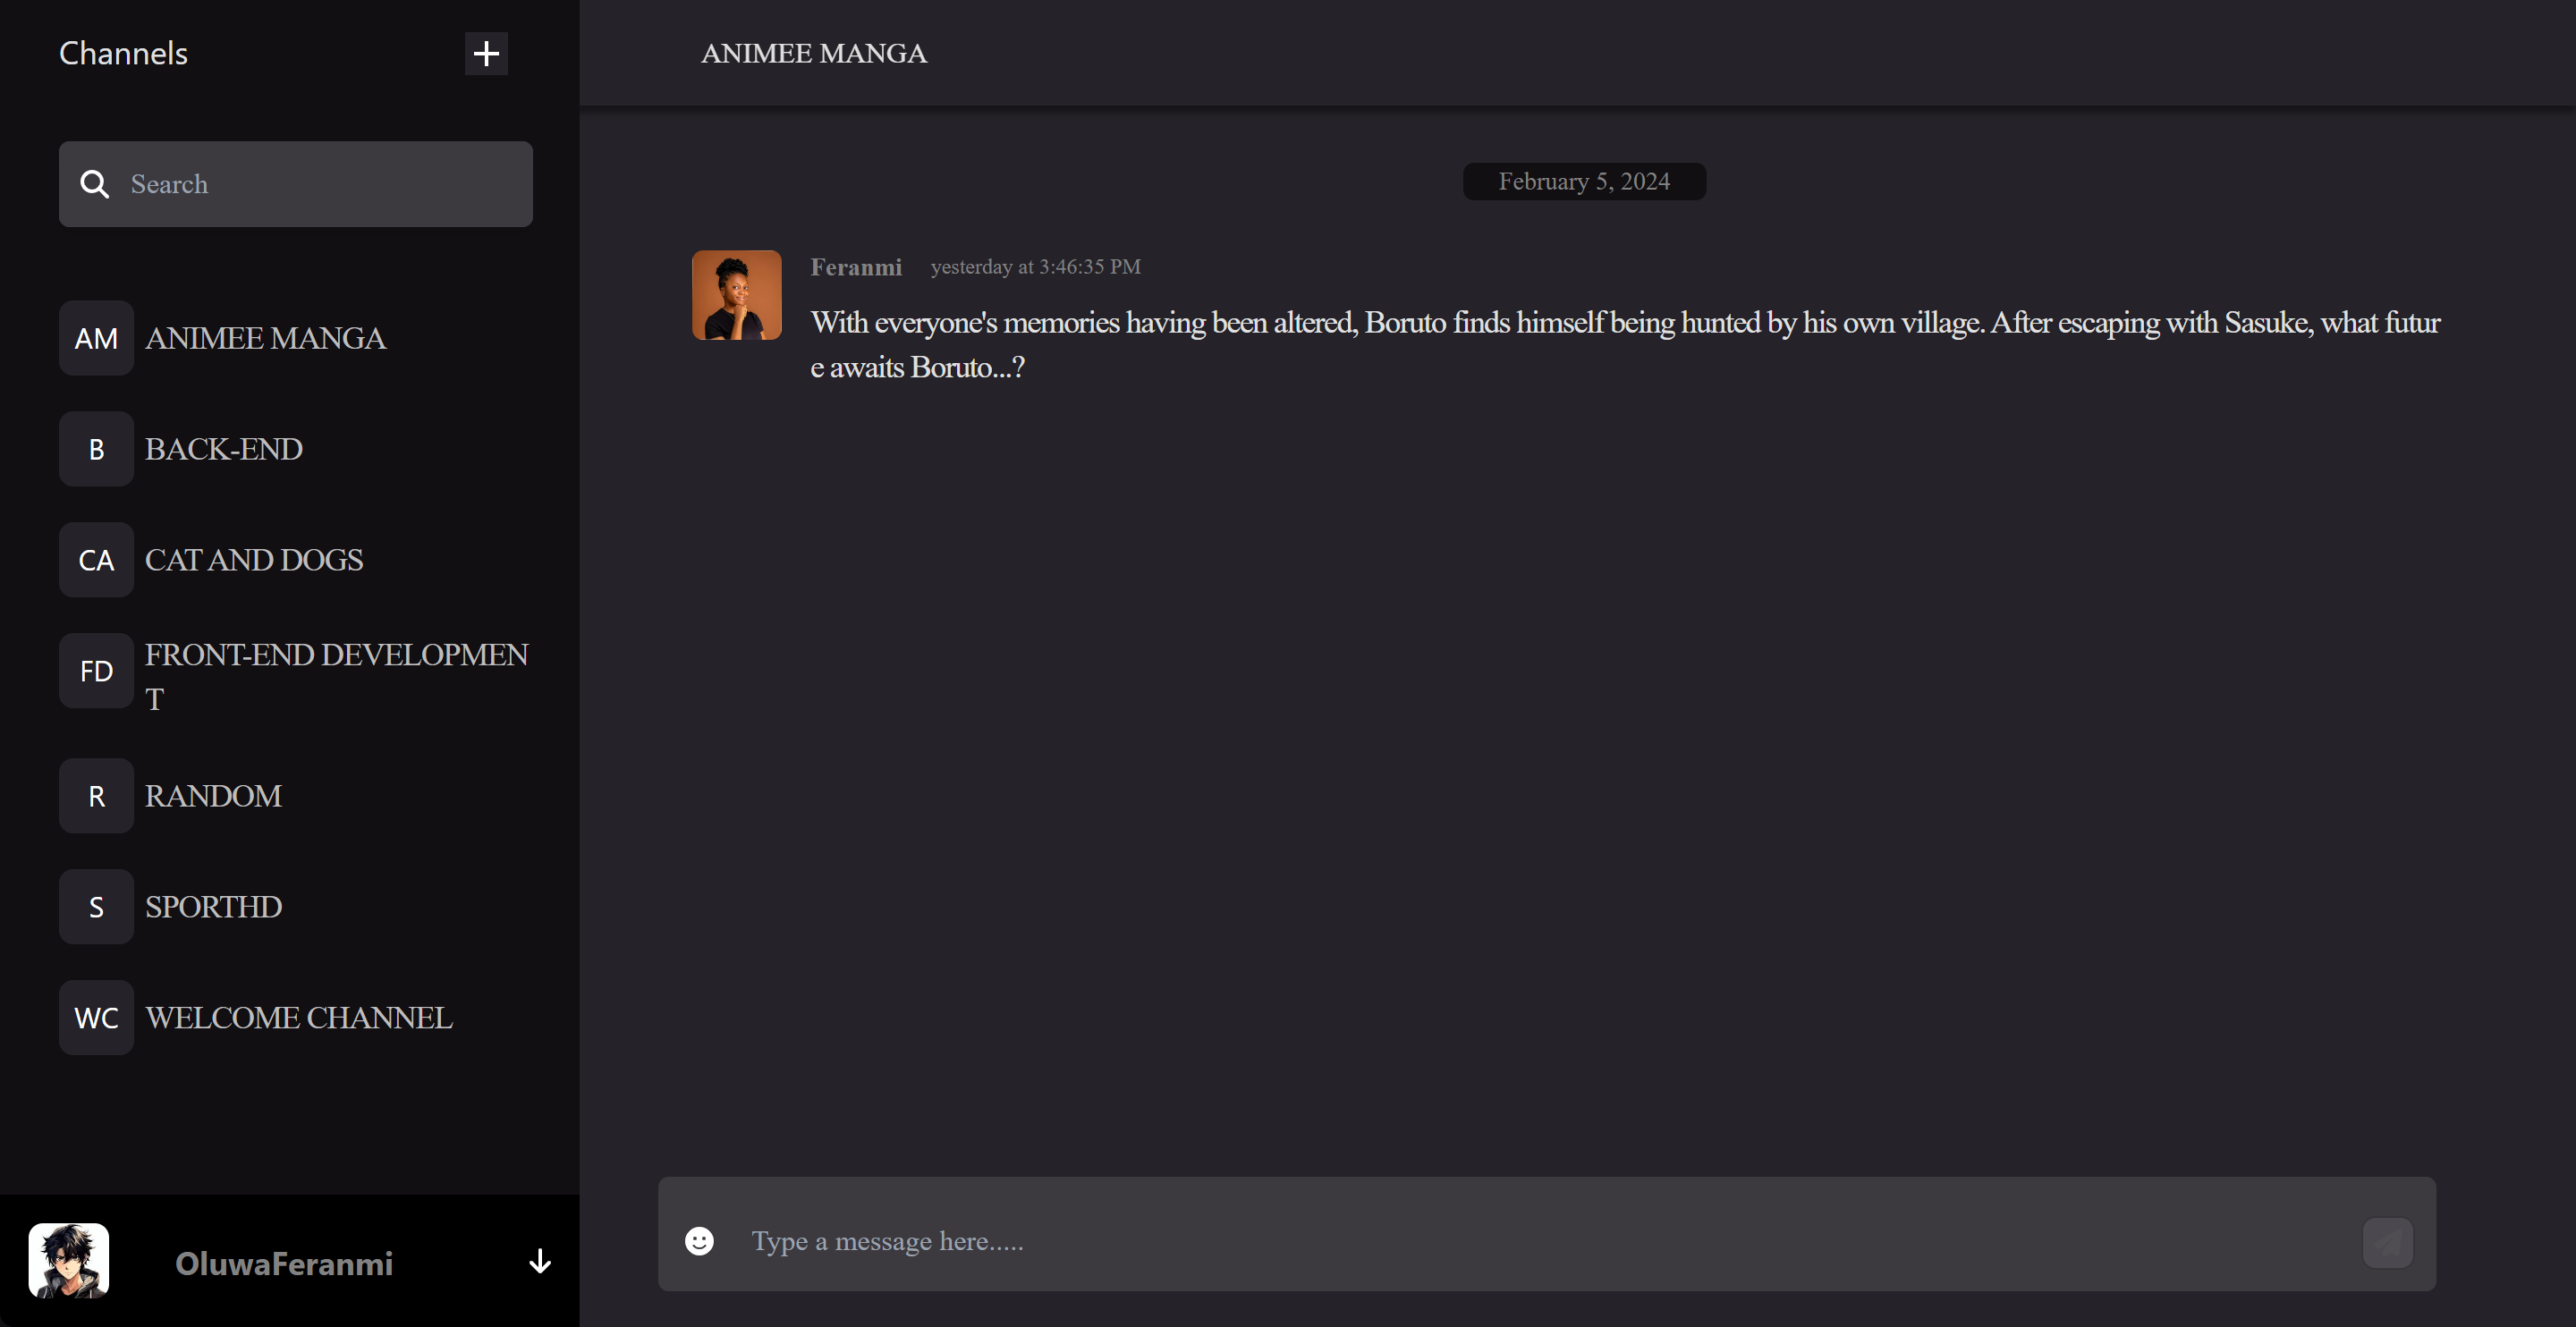 Channels
Search
AM ANIMEE MANGA
B BACK-END
CA CAT AND DOGS
FD FRONT-END DEVELOPMEN
T
R RANDOM
S SPORTHD
WC WELCOME CHANNEL
OluwaFeranmi
ANIMEE MANGA
February 5, 2024
Feranmi yesterday at 3:46:35 PM
With everyone's memories having been altered, Boruto finds himself being hunted by his own village. After escaping with Sasuke, what futur
e awaits Boruto...?
Type a message here.....